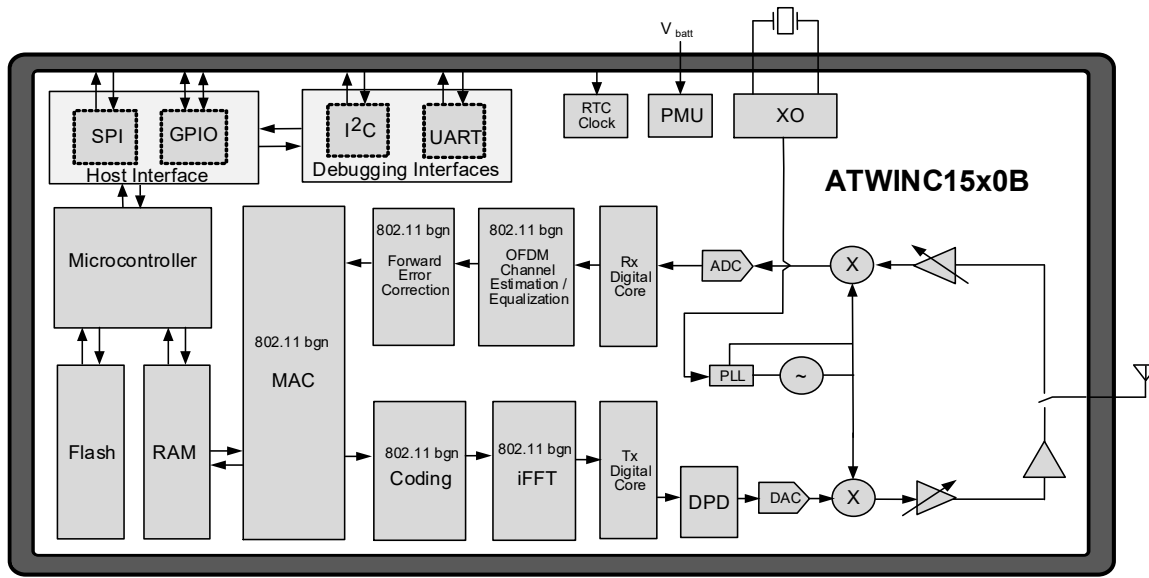 V batt
SPI
GPIO
Host Interface
I2C
UART
Debugging Interfaces
RTC
Clock
PMU
XO
ATWINC15x0B
Microcontroller
Flash
RAM
802.11 bgn
MAC
802.11 bgn
Forward
Error
Correction
802.11 bgn
OFDM
Channel
Estimation /
Equalization
Rx
Digital
Core
ADC
X
PLL
~
802.11 bgn
Coding
802.11 bgn
iFFT
Tx
Digital
Core
DPD
DAC
X